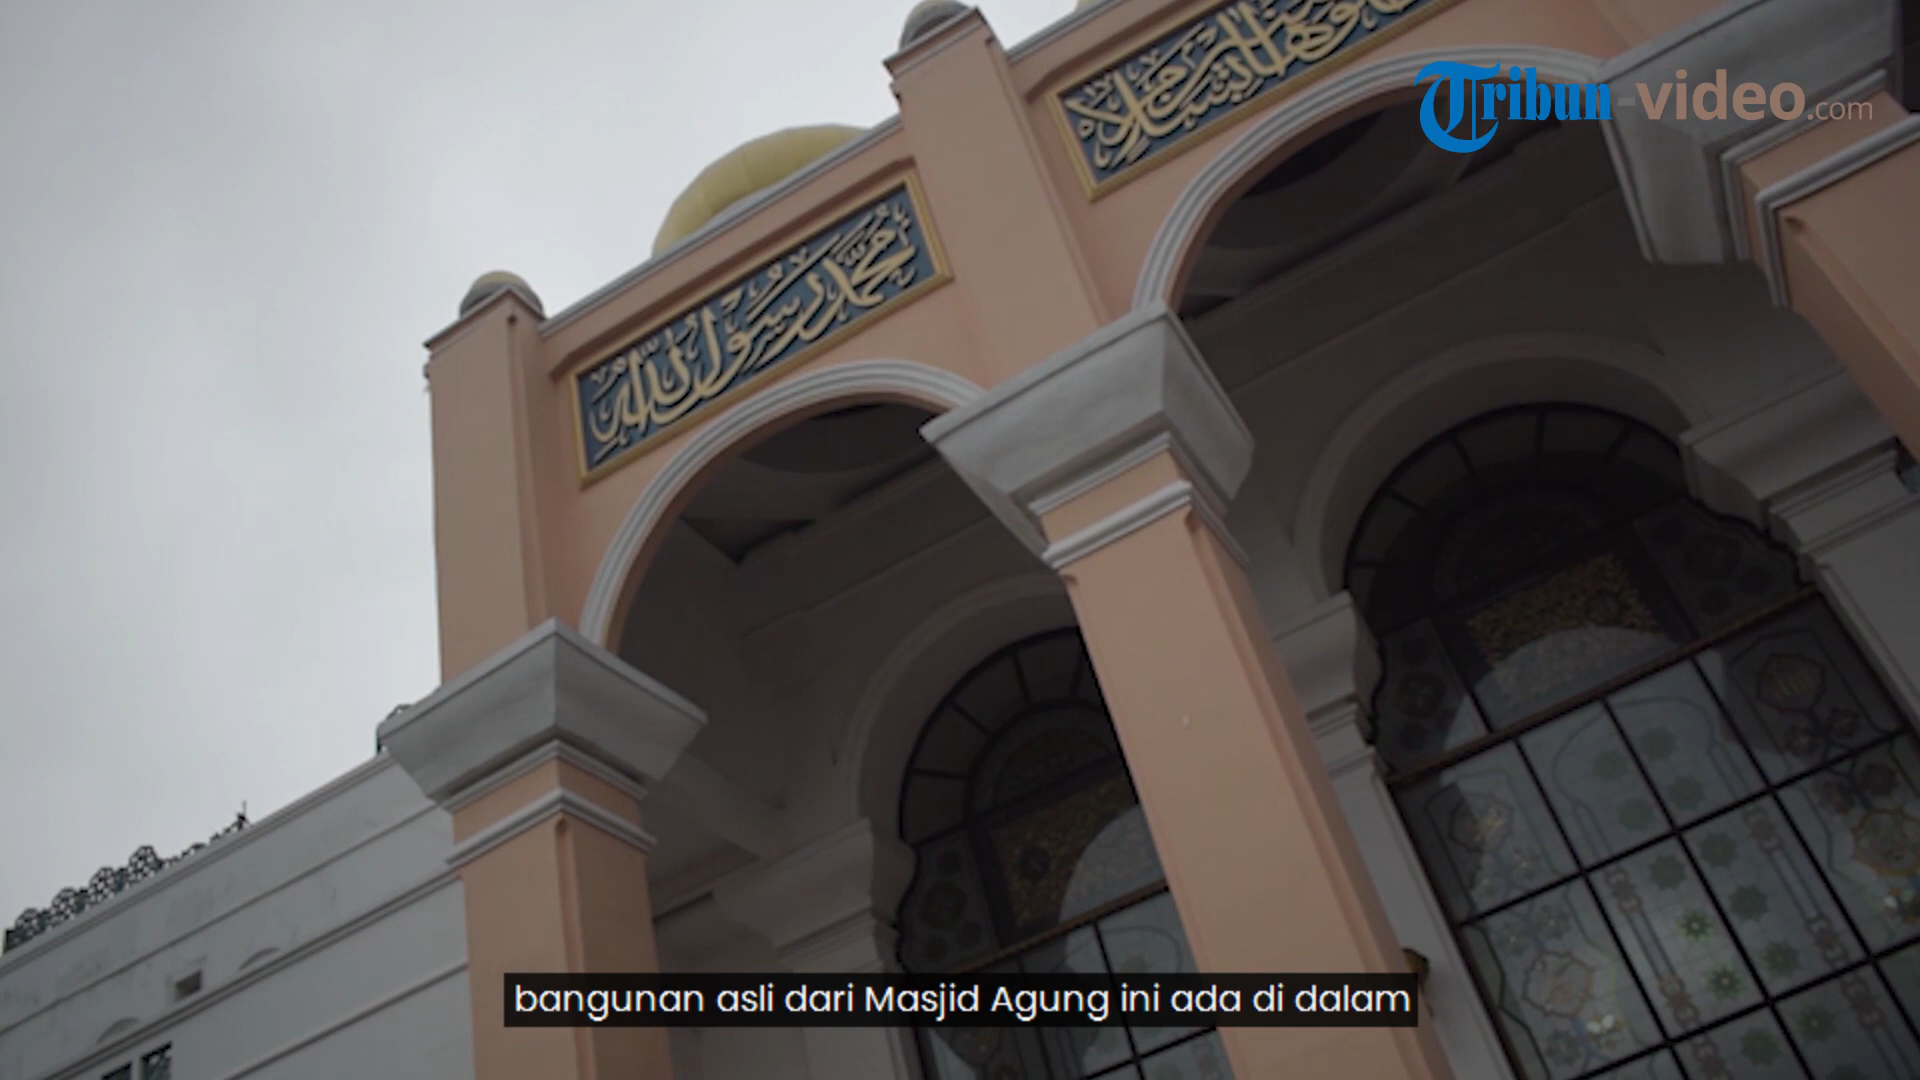 Tribun-video.com
محمد رسول الله
bangunan asli dari Masjid Agung ini ada di dalam